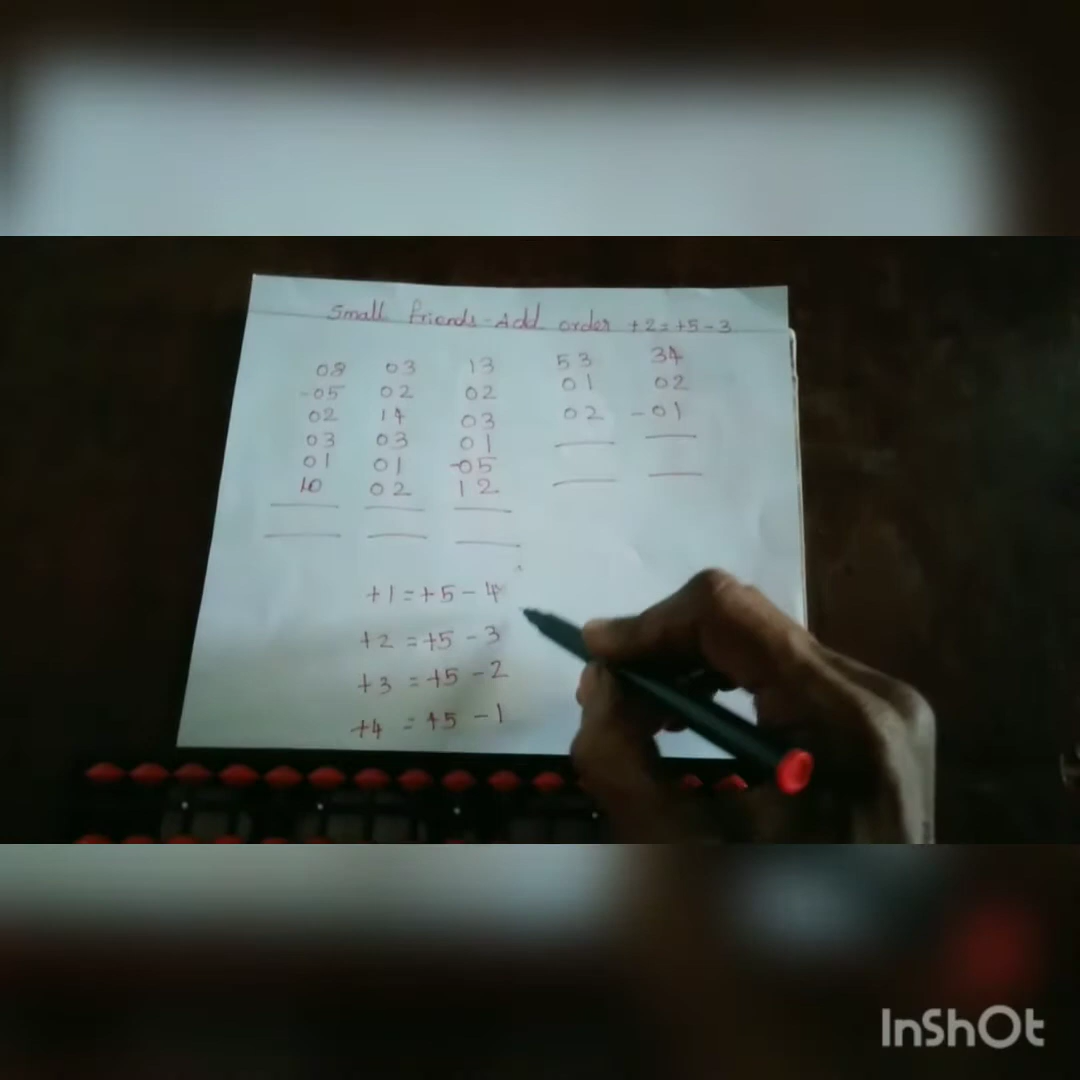 Small friends - Add order +2=+5-3
08 03 13 53 34
-05 02 02 01 02
02 14 03 02 -01
03 03 01
01 01 -05
10 02 12
+1=+5-4
+2=+5-3
+3=+5-2
+4=+5-1
InShOt